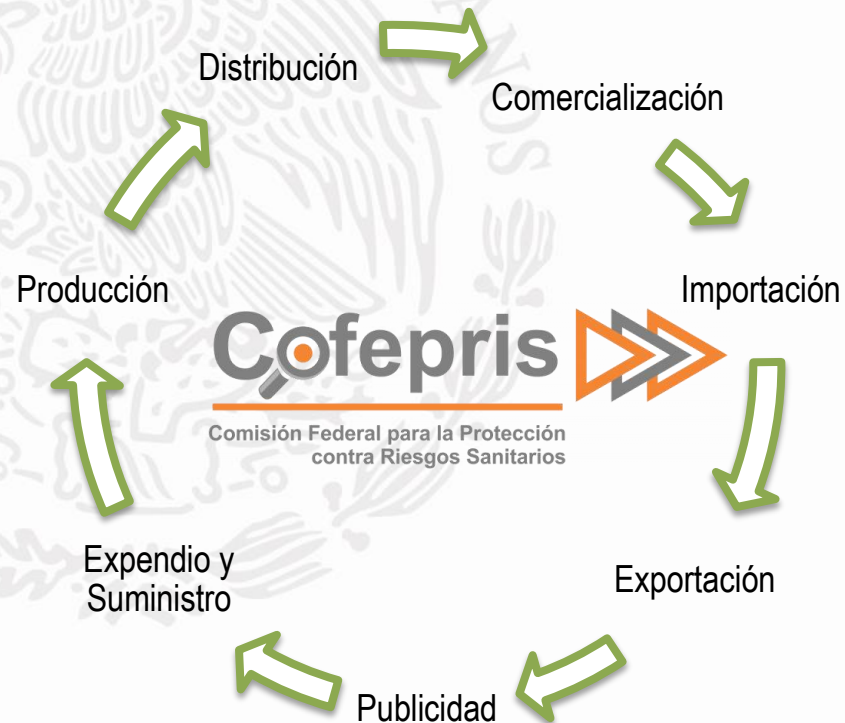 Distribución
Comercialización
Producción
Importación
Cofepris
Comisión Federal para la Protección
contra Riesgos Sanitarios
Expendio y
Suministro
Exportación
Publicidad